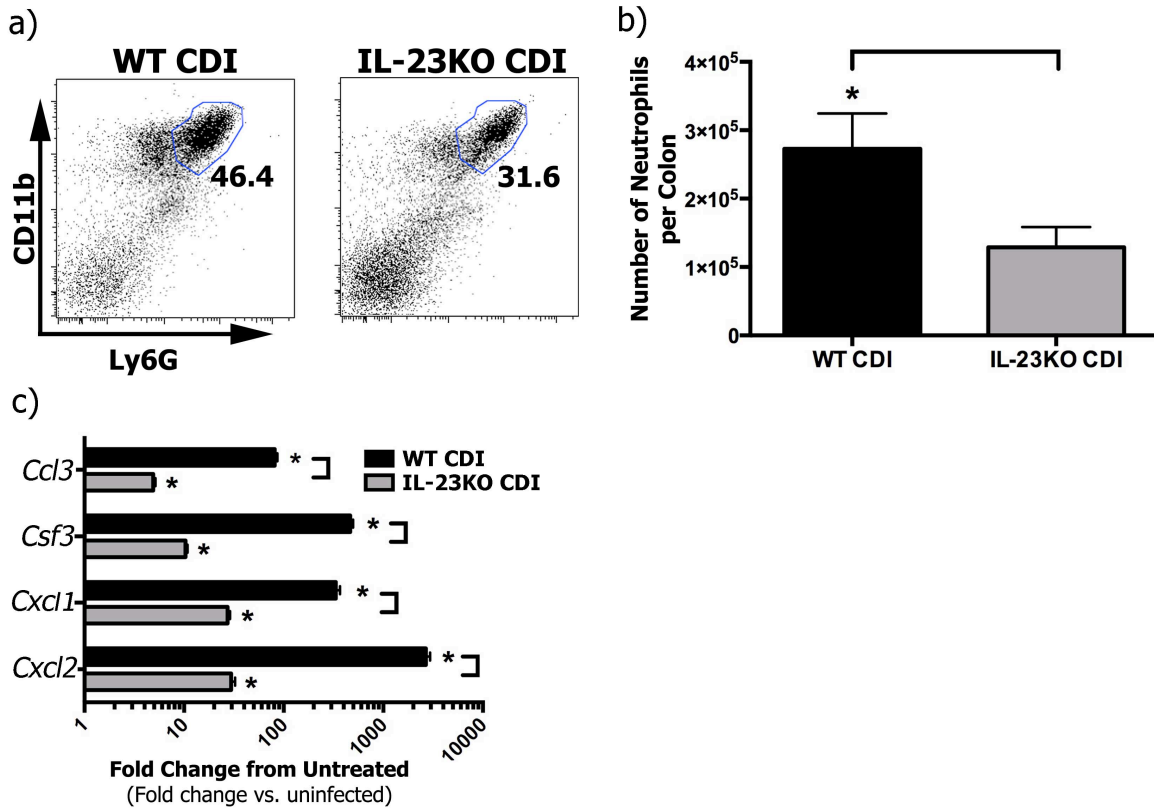 a)
WT CDI
IL-23KO CDI
46.4
31.6
CD11b
Ly6G
b)
Number of Neutrophils
per Colon
4×10⁵
3×10⁵
2×10⁵
1×10⁵
0
*
WT CDI
IL-23KO CDI
c)
WT CDI
IL-23KO CDI
Ccl3
*
*
Csf3
*
*
Cxcl1
*
*
Cxcl2
*
*
1
10
100
1000
10000
Fold Change from Untreated
(Fold change vs. uninfected)